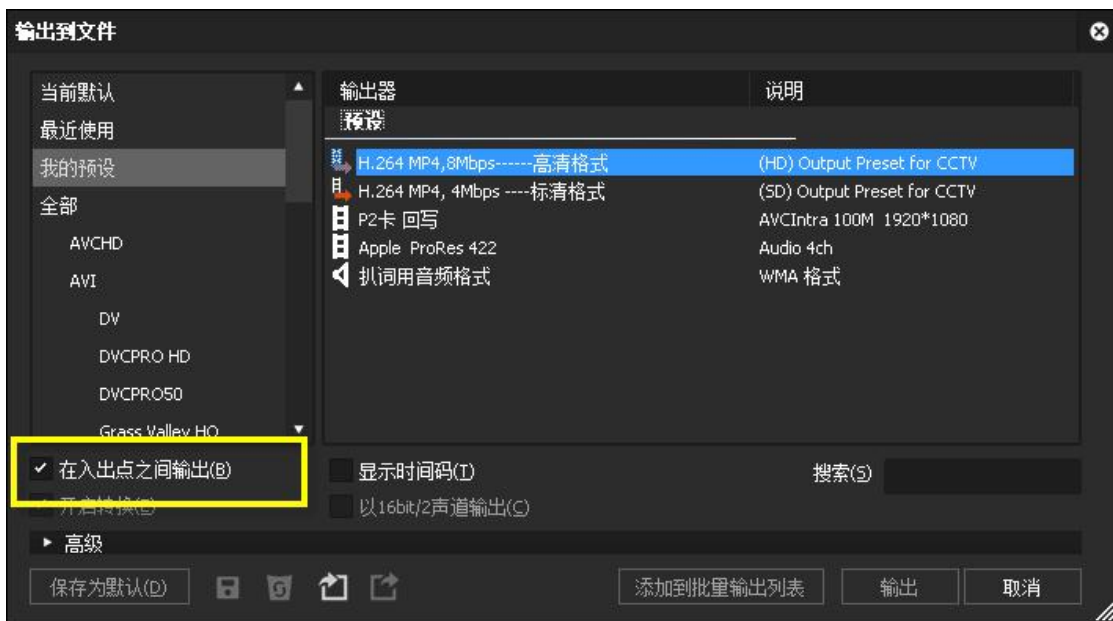 输出到文件
当前默认
最近使用
我的预设
全部
AVCHD
AVI
DV
DVCPRO HD
DVCPRO50
Grass Valley HQ
输出器 说明
预设
H.264 MP4,8Mbps------高清格式 (HD) Output Preset for CCTV
H.264 MP4, 4Mbps ----标清格式 (SD) Output Preset for CCTV
P2卡 回写 AVCIntra 100M 1920*1080
Apple ProRes 422 Audio 4ch
扒词用音频格式 WMA 格式
在入出点之间输出(B) 显示时间码(I) 搜索(S)
开启转换(E) 以16bit/2声道输出(C)
高级
保存为默认(D) 添加到批量输出列表 输出 取消